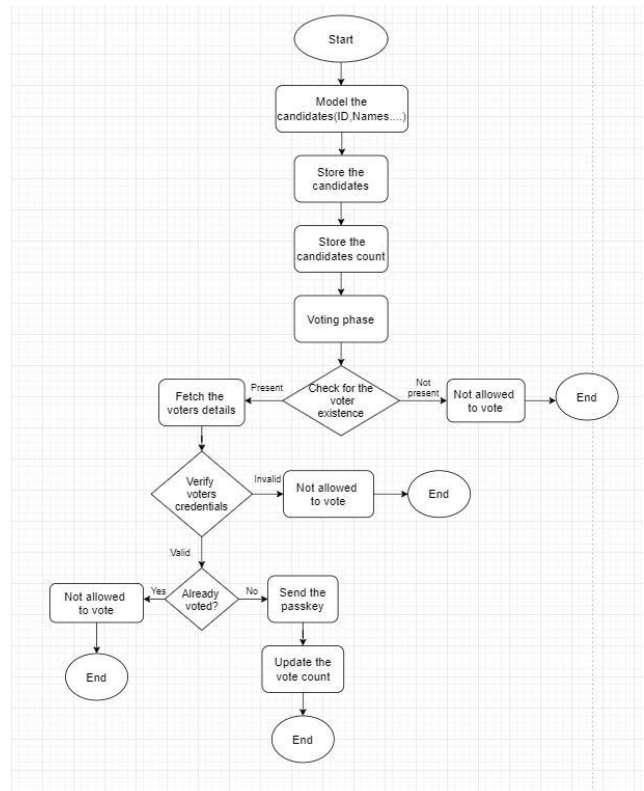 Start
Model the
candidates(ID,Names....)
Store the
candidates
Store the
candidates count
Voting phase
Check for the
voter
existence
Present
Not
present
Fetch the
voters details
Not allowed
to vote
End
Verify
voters
credentials
Invalid
Not allowed
to vote
End
Valid
Already
voted?
Yes
No
Not allowed
to vote
Send the
passkey
End
Update the
vote count
End